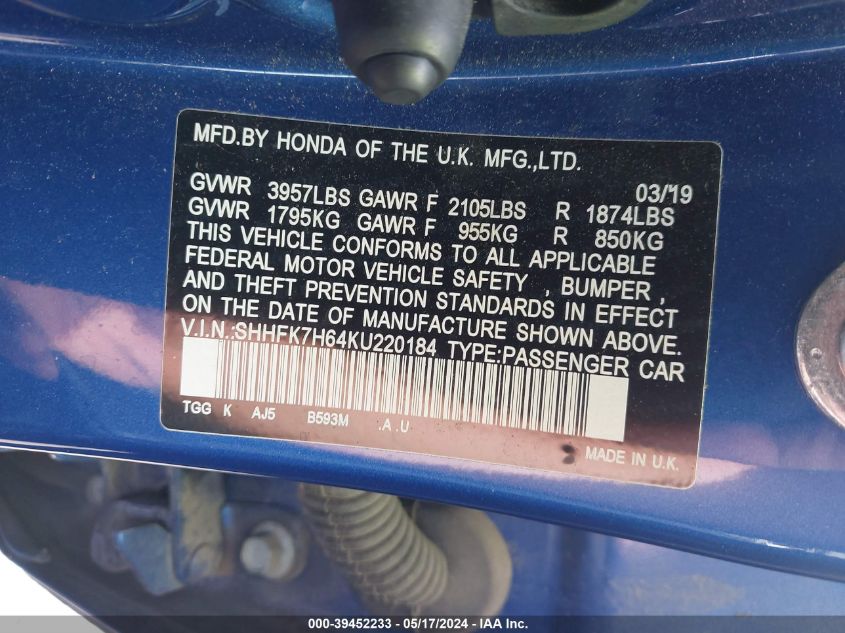 MFD.BY HONDA OF THE U.K. MFG.,LTD.
03/19
GVWR 3957LBS GAWR F 2105LBS R 1874LBS
GVWR 1795KG GAWR F 955KG R 850KG
THIS VEHICLE CONFORMS TO ALL APPLICABLE
FEDERAL MOTOR VEHICLE SAFETY , BUMPER ,
AND THEFT PREVENTION STANDARDS IN EFFECT
ON THE DATE OF MANUFACTURE SHOWN ABOVE.
V.I.N.:SHHFK7H64KU220184 TYPE:PASSENGER CAR
TGG K AJ5 B593M .A .U
MADE IN U.K.
000-39452233 - 05/17/2024 - IAA Inc.